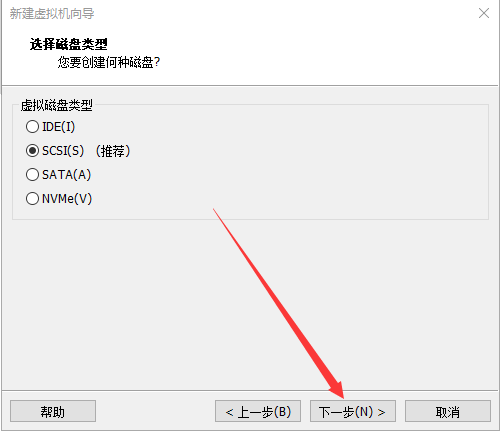 新建虚拟机向导
选择磁盘类型
您要创建何种磁盘?
虚拟磁盘类型
IDE(I)
SCSI(S) （推荐）
SATA(A)
NVMe(V)
帮助 < 上一步(B) 下一步(N) > 取消